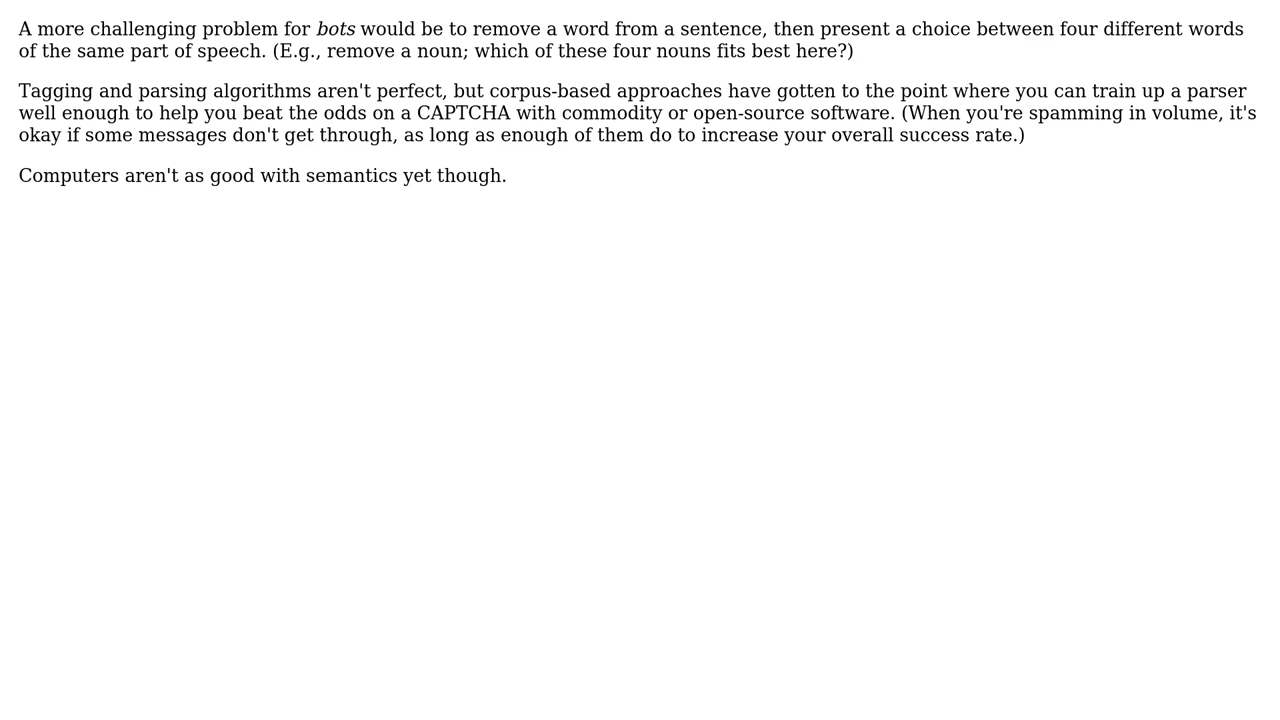 A more challenging problem for bots would be to remove a word from a sentence, then present a choice between four different words
of the same part of speech. (E.g., remove a noun; which of these four nouns fits best here?)
Tagging and parsing algorithms aren't perfect, but corpus-based approaches have gotten to the point where you can train up a parser
well enough to help you beat the odds on a CAPTCHA with commodity or open-source software. (When you're spamming in volume, it's
okay if some messages don't get through, as long as enough of them do to increase your overall success rate.)
Computers aren't as good with semantics yet though.